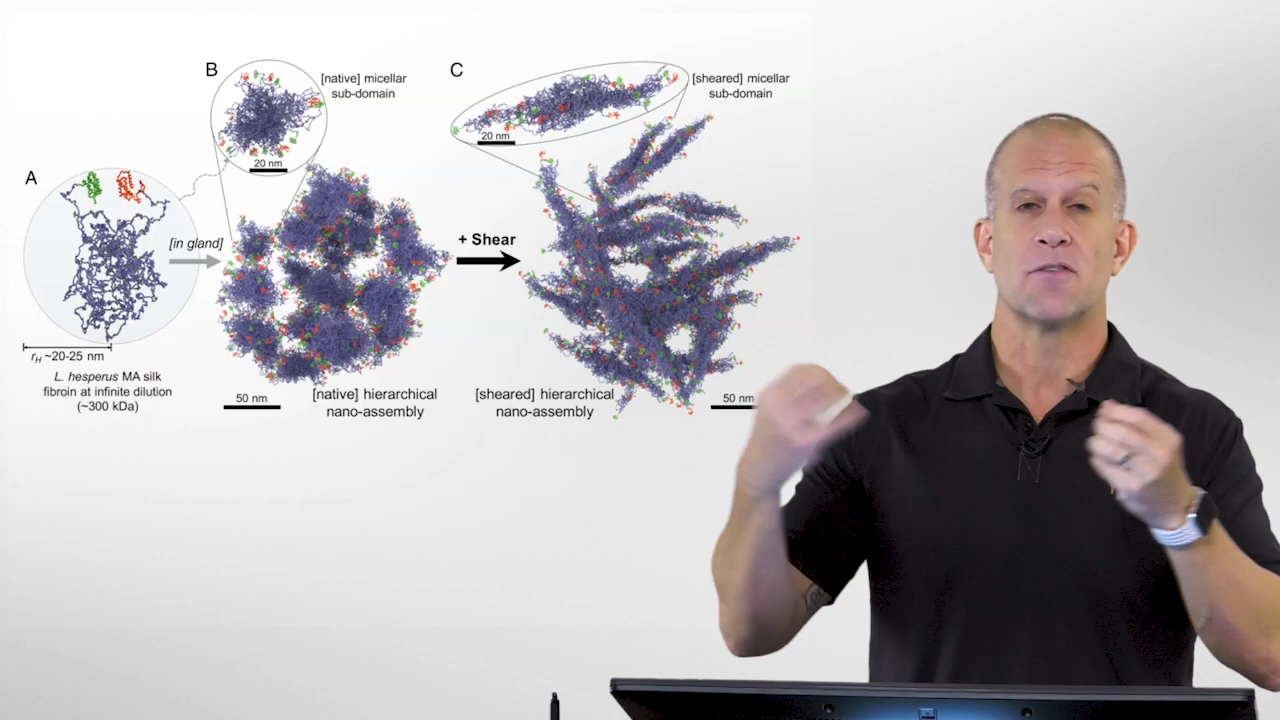 A
r_H ~20-25 nm
L. hesperus MA silk
fibroin at infinite dilution
(~300 kDa)
[in gland]
B
[native] micellar
sub-domain
20 nm
50 nm
[native] hierarchical
nano-assembly
+ Shear
C
[sheared] micellar
sub-domain
20 nm
[sheared] hierarchical
nano-assembly
50 nm